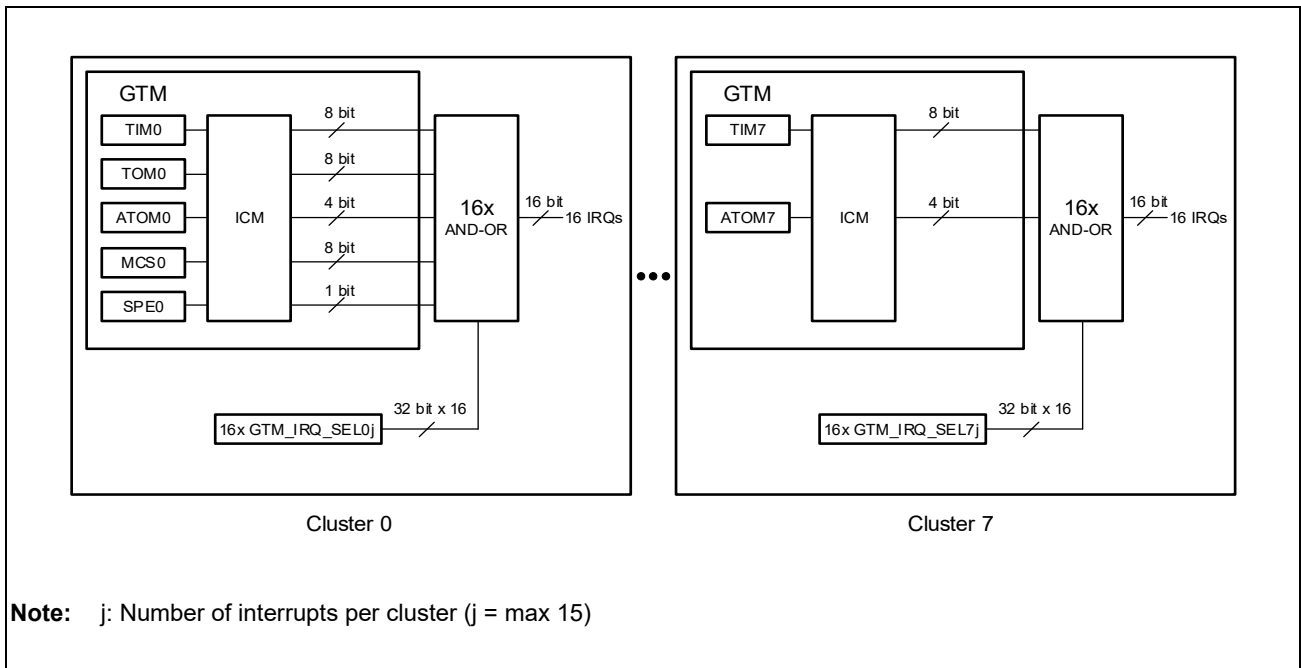 GTM
TIM0
TOM0
ATOM0
MCS0
SPE0
ICM
8 bit
8 bit
4 bit
8 bit
1 bit
16x
AND-OR
16 bit
16 IRQs
32 bit x 16
16x GTM_IRQ_SEL0j
Cluster 0
GTM
TIM7
ATOM7
ICM
8 bit
4 bit
16x
AND-OR
16 bit
16 IRQs
32 bit x 16
16x GTM_IRQ_SEL7j
Cluster 7
Note: j: Number of interrupts per cluster (j = max 15)